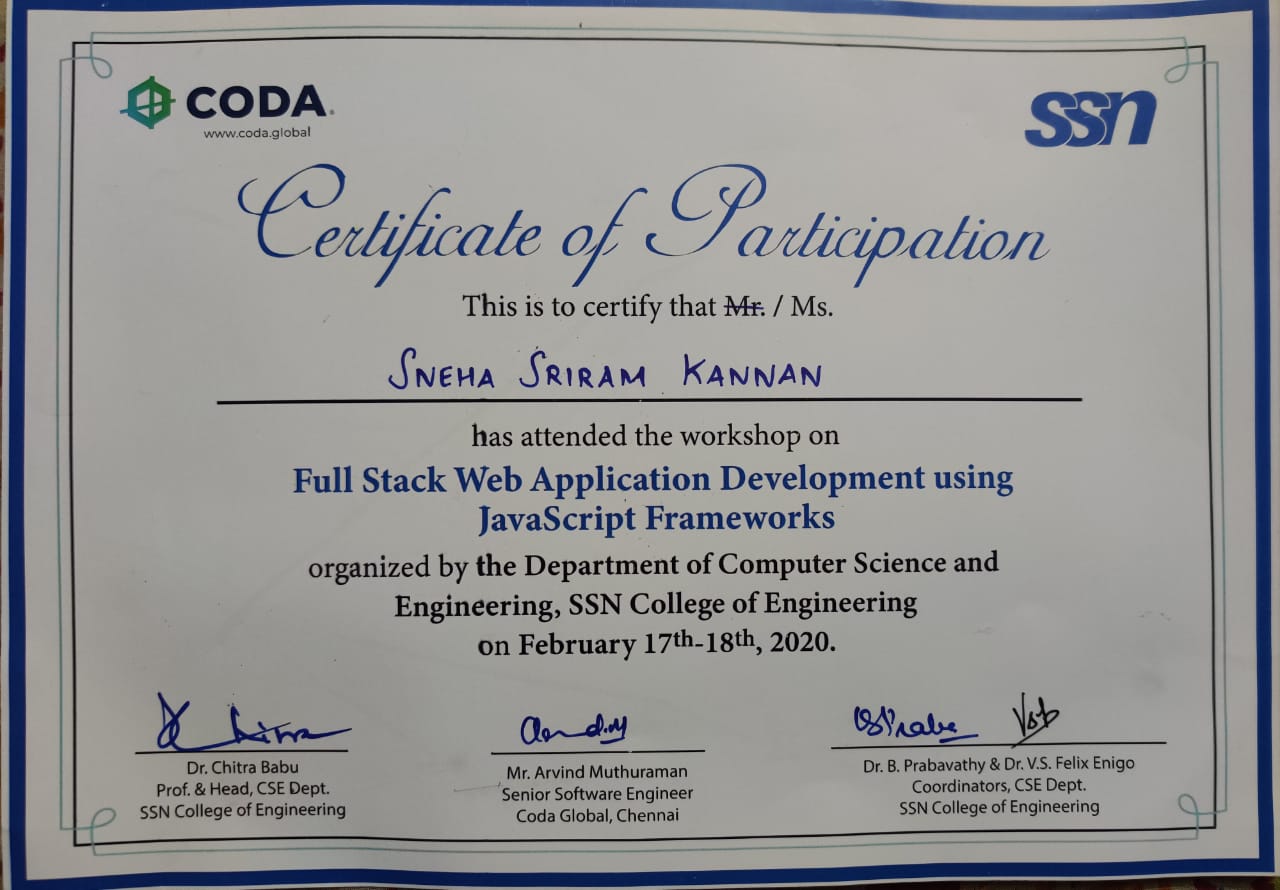 CODA.
www.coda.global
ssn
Certificate of Participation
This is to certify that Mr. / Ms.
SNEHA SRIRAM KANNAN
has attended the workshop on
Full Stack Web Application Development using
JavaScript Frameworks
organized by the Department of Computer Science and
Engineering, SSN College of Engineering
on February 17th-18th, 2020.
Dr. Chitra Babu
Prof. & Head, CSE Dept.
SSN College of Engineering
Mr. Arvind Muthuraman
Senior Software Engineer
Coda Global, Chennai
Dr. B. Prabavathy & Dr. V.S. Felix Enigo
Coordinators, CSE Dept.
SSN College of Engineering